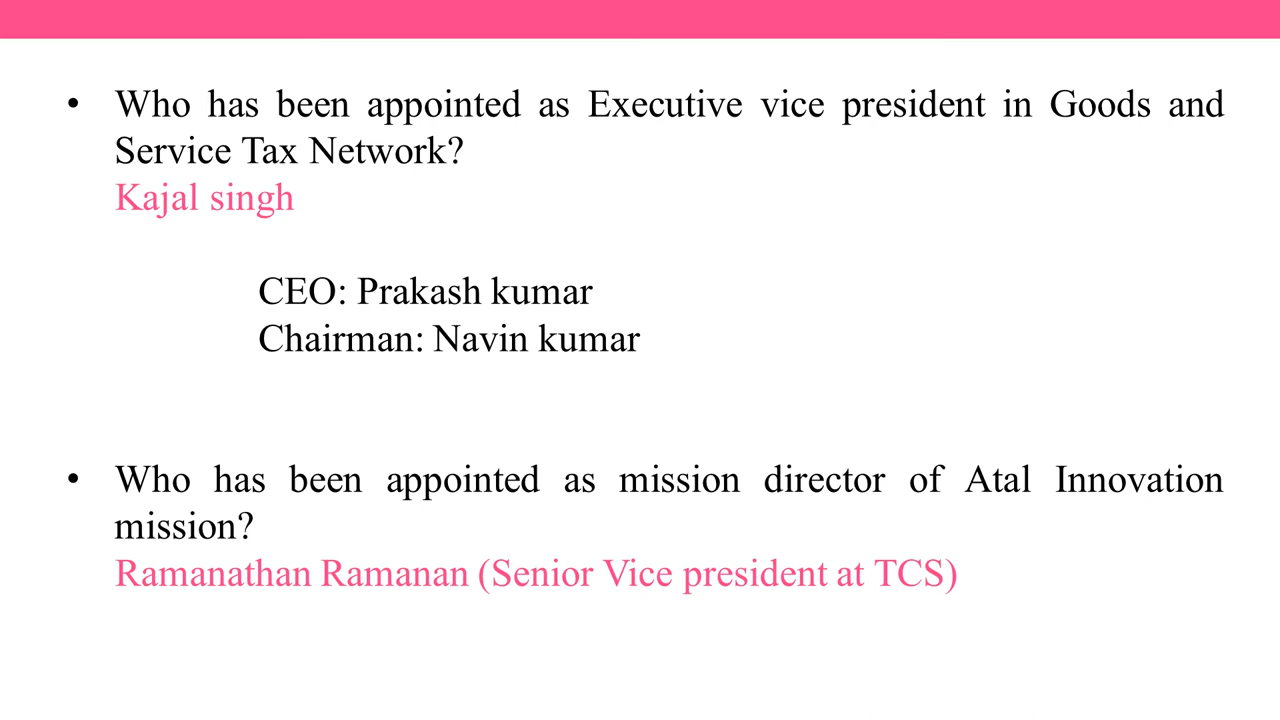 • Who has been appointed as Executive vice president in Goods and
Service Tax Network?
Kajal singh
CEO: Prakash kumar
Chairman: Navin kumar
• Who has been appointed as mission director of Atal Innovation
mission?
Ramanathan Ramanan (Senior Vice president at TCS)